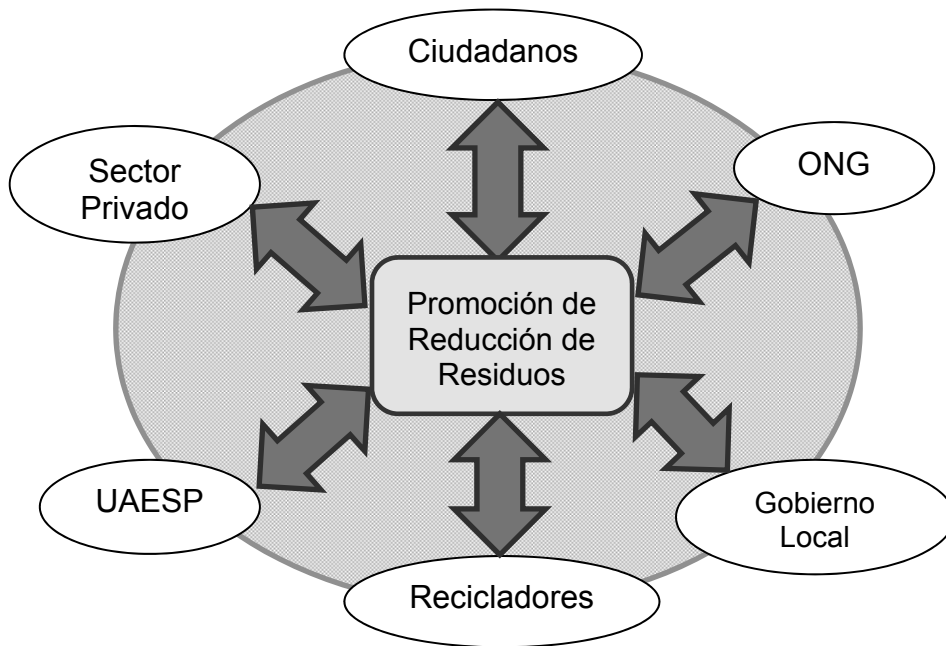 Ciudadanos
Sector
Privado
ONG
Promoción de
Reducción de
Residuos
UAESP
Gobierno
Local
Recicladores